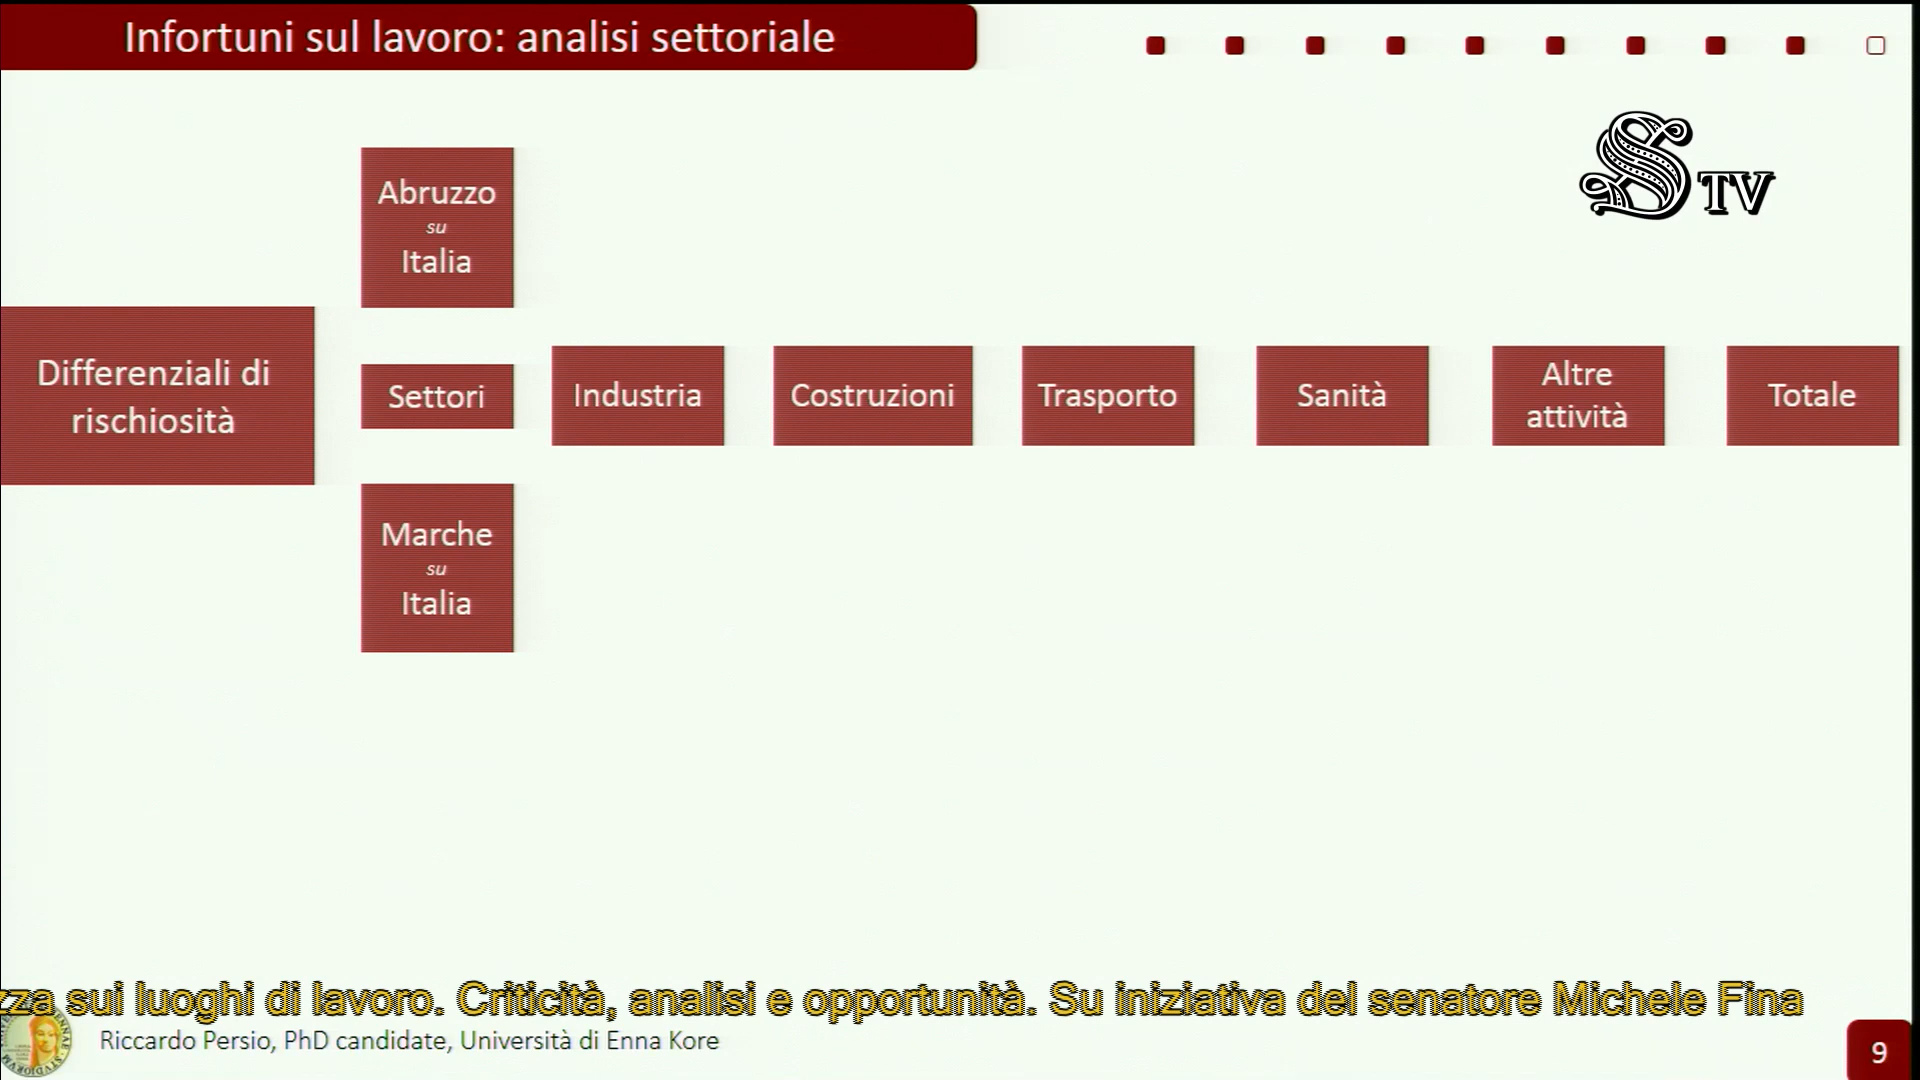 Infortuni sul lavoro: analisi settoriale
S TV
Abruzzo
su
Italia
Differenziali di
rischiosità
Settori
Industria
Costruzioni
Trasporto
Sanità
Altre
attività
Totale
Marche
su
Italia
zza sui luoghi di lavoro. Criticità, analisi e opportunità. Su iniziativa del senatore Michele Fina
Riccardo Persio, PhD candidate, Università di Enna Kore
9